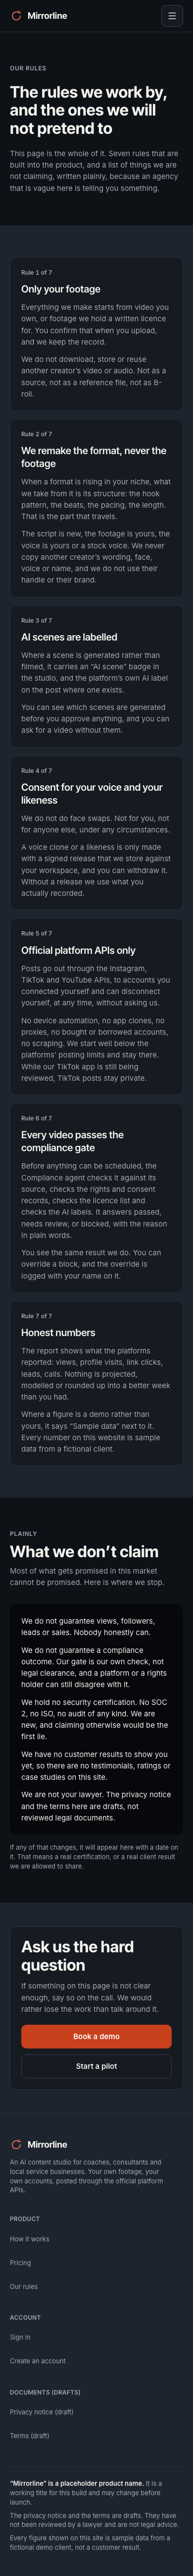 Mirrorline
OUR RULES
The rules we work by,
and the ones we will
not pretend to
This page is the whole of it. Seven rules that are
built into the product, and a list of things we are
not claiming, written plainly, because an agency
that is vague here is telling you something.
Rule 1 of 7
Only your footage
Everything we make starts from video you
own, or footage we hold a written licence
for. You confirm that when you upload,
and we keep the record.
We do not download, store or reuse
another creator’s video or audio. Not as a
source, not as a reference file, not as B-
roll.
Rule 2 of 7
We remake the format, never the
footage
When a format is rising in your niche, what
we take from it is its structure: the hook
pattern, the beats, the pacing, the length.
That is the part that travels.
The script is new, the footage is yours, the
voice is yours or a stock voice. We never
copy another creator’s wording, face,
voice or name, and we do not use their
handle or their brand.
Rule 3 of 7
AI scenes are labelled
When a scene is generated rather than
filmed, it carries an “AI scene” badge in
the studio, and the platform’s own AI label
on the post where one exists.
You can see which scenes are generated
before you approve anything, and you can
ask for a video without them.
Rule 4 of 7
Consent for your voice and your
likeness
We do not do face swaps. Not for you, not
for anyone else, under any circumstances.
A voice clone or a likeness is only made
with a signed release that we store against
your workspace, and you can withdraw it.
Without a release we use what you
actually recorded.
Rule 5 of 7
Official platform APIs only
Posts go out through the Instagram,
TikTok and YouTube APIs, to accounts you
connected yourself and can disconnect
yourself, at any time, without asking us.
No device automation, no app clones, no
proxies, no bought or borrowed accounts,
no scraping. We start well below the
platforms’ posting limits and stay there.
While our TikTok app is still being
reviewed, TikTok posts stay private.
Rule 6 of 7
Every video passes the
compliance gate
Before anything can be scheduled, the
Compliance agent checks it against its
source, checks the rights and consent
records, checks the licence list and
checks the AI labels. It answers passed,
needs review, or blocked, with the reason
in plain words.
You see the same result we do. You can
override a block, and the override is
logged with your name on it.
Rule 7 of 7
Honest numbers
The report shows what the platforms
reported: views, profile visits, link clicks,
leads, calls. Nothing is projected,
modelled or rounded up into a better week
than you had.
Where a figure is a demo rather than
yours, it says “Sample data” next to it.
Every number on this website is sample
data from a fictional client.
PLAINLY
What we don’t claim
Most of what gets promised in this market
cannot be promised. Here is where we stop.
We do not guarantee views, followers,
leads or sales. Nobody honestly can.
We do not guarantee a compliance
outcome. Our gate is our own check, not
legal clearance, and a platform or a rights
holder can still disagree with it.
We hold no security certification. No SOC
2, no ISO, no audit of any kind. We are
new, and claiming otherwise would be the
first lie.
We have no customer results to show you
yet, so there are no testimonials, ratings or
case studies on this site.
We are not your lawyer. The privacy notice
and the terms here are drafts, not
reviewed legal documents.
If any of that changes, it will appear here with a date on
it. That means a real certification, or a real client result
we are allowed to share.
Ask us the hard
question
If something on this page is not clear
enough, say so on the call. We would
rather lose the work than talk around it.
Book a demo
Start a pilot
Mirrorline
An AI content studio for coaches, consultants and
local service businesses. Your own footage, your
own accounts, posted through the official platform
APIs.
PRODUCT
How it works
Pricing
Our rules
ACCOUNT
Sign in
Create an account
DOCUMENTS (DRAFTS)
Privacy notice (draft)
Terms (draft)
“Mirrorline” is a placeholder product name. It is a
working title for this build and may change before
launch.
The privacy notice and the terms are drafts. They have
not been reviewed by a lawyer and are not legal advice.
Every figure shown on this site is sample data from a
fictional demo client, not a customer result.